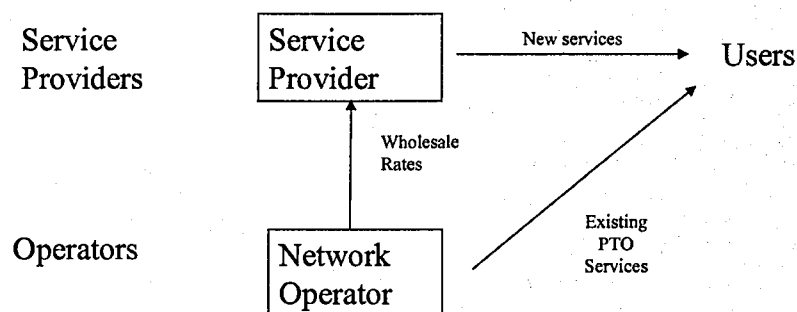 Service
Providers
Service
Provider
New services
Users
Wholesale
Rates
Existing
PTO
Services
Operators
Network
Operator